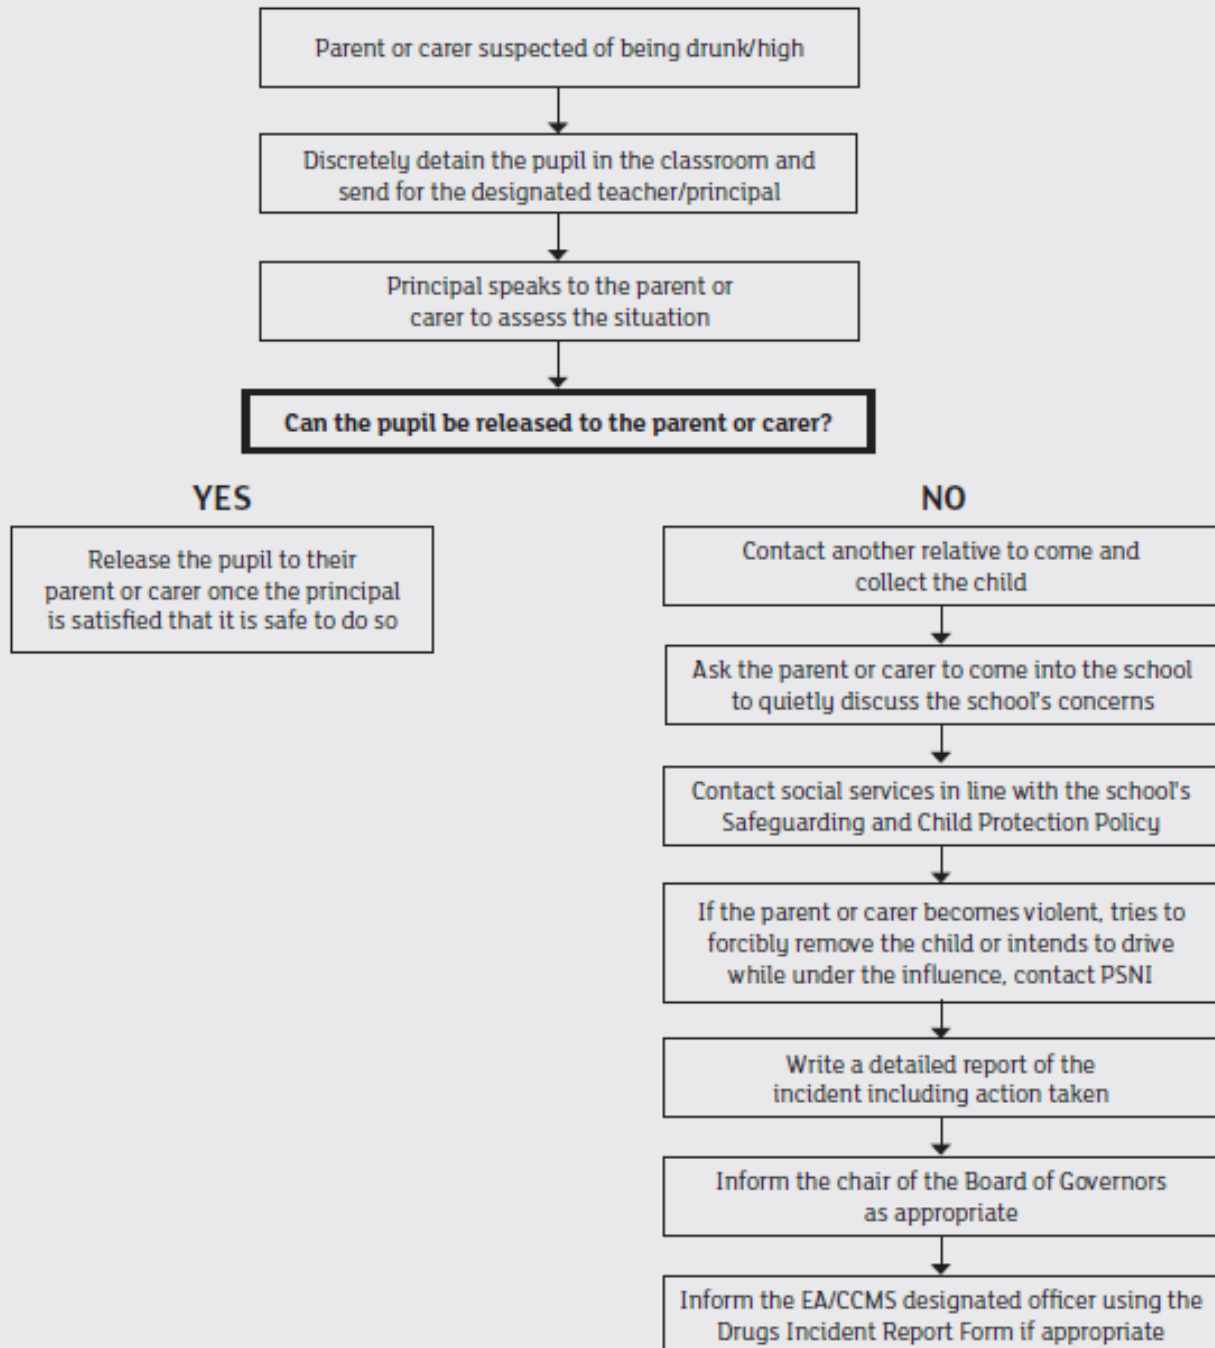 Parent or carer suspected of being drunk/high
Discretely detain the pupil in the classroom and
send for the designated teacher/principal
Principal speaks to the parent or
carer to assess the situation
Can the pupil be released to the parent or carer?
YES
Release the pupil to their
parent or carer once the principal
is satisfied that it is safe to do so
NO
Contact another relative to come and
collect the child
Ask the parent or carer to come into the school
to quietly discuss the school's concerns
Contact social services in line with the school's
Safeguarding and Child Protection Policy
If the parent or carer becomes violent, tries to
forcibly remove the child or intends to drive
while under the influence, contact PSNI
Write a detailed report of the
incident including action taken
Inform the chair of the Board of Governors
as appropriate
Inform the EA/CCMS designated officer using the
Drugs Incident Report Form if appropriate